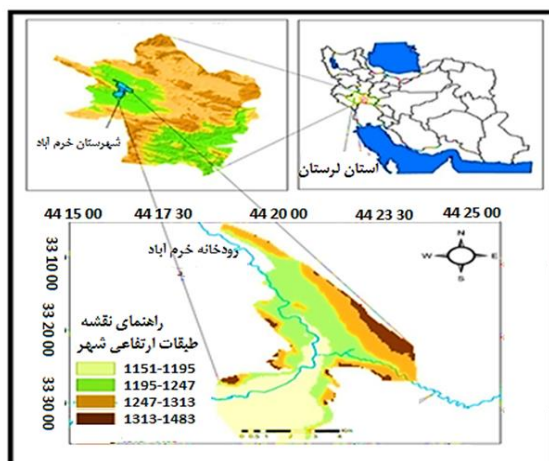 شهرستان خرم آباد
استان لرستان
44 15 00 44 17 30 44 20 00 44 23 30 44 25 00
رودخانه خرم آباد
N
W E
S
33 10 00
33 20 00
33 30 00
راهنمای نقشه
طبقات ارتفاعی شهر
1151-1195
1195-1247
1247-1313
1313-1483